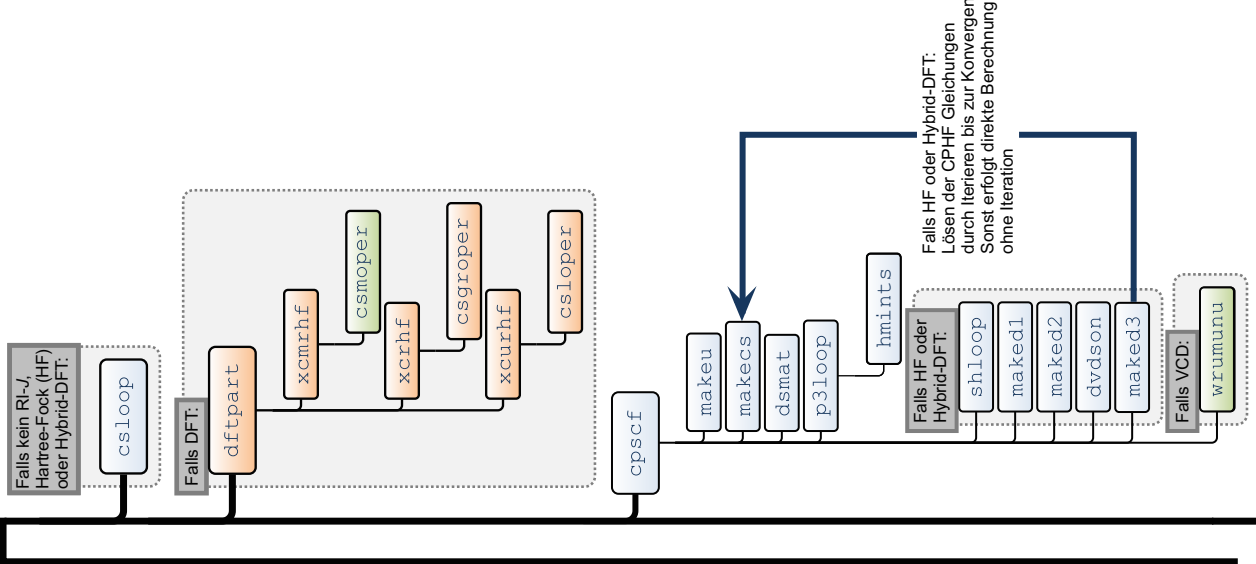 Falls kein RI-J,
Hartree-Fock (HF)
oder Hybrid-DFT:
csloop
Falls DFT:
dftpart
xcmrhf
csmoper
xcrhf
csgroper
xcurhf
csloper
cpscf
makeu
makecs
dsmat
p3loop
hmints
Falls HF oder Hybrid-DFT:
Lösen der CPHF Gleichungen
durch Iterieren bis zur Konvergen
Sonst erfolgt direkte Berechnung
ohne Iteration
Falls HF oder
Hybrid-DFT:
shloop
maked1
maked2
dvdson
maked3
Falls VCD:
wrumunu